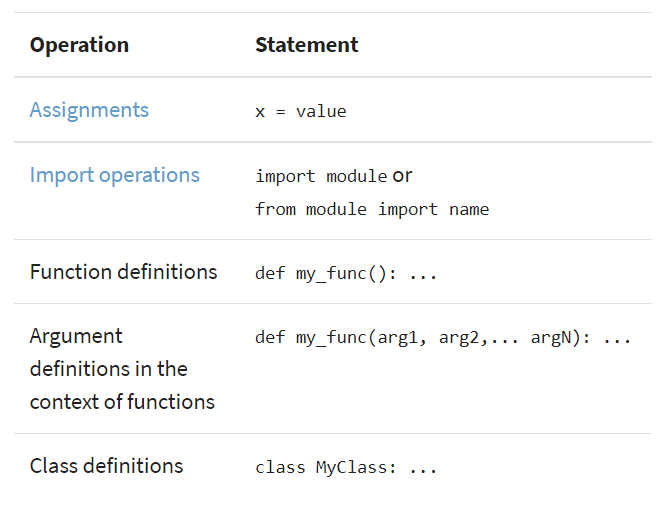 Operation Statement
Assignments x = value
Import operations import module or
from module import name
Function definitions def my_func(): ...
Argument def my_func(arg1, arg2,... argN): ...
definitions in the
context of functions
Class definitions class MyClass: ...